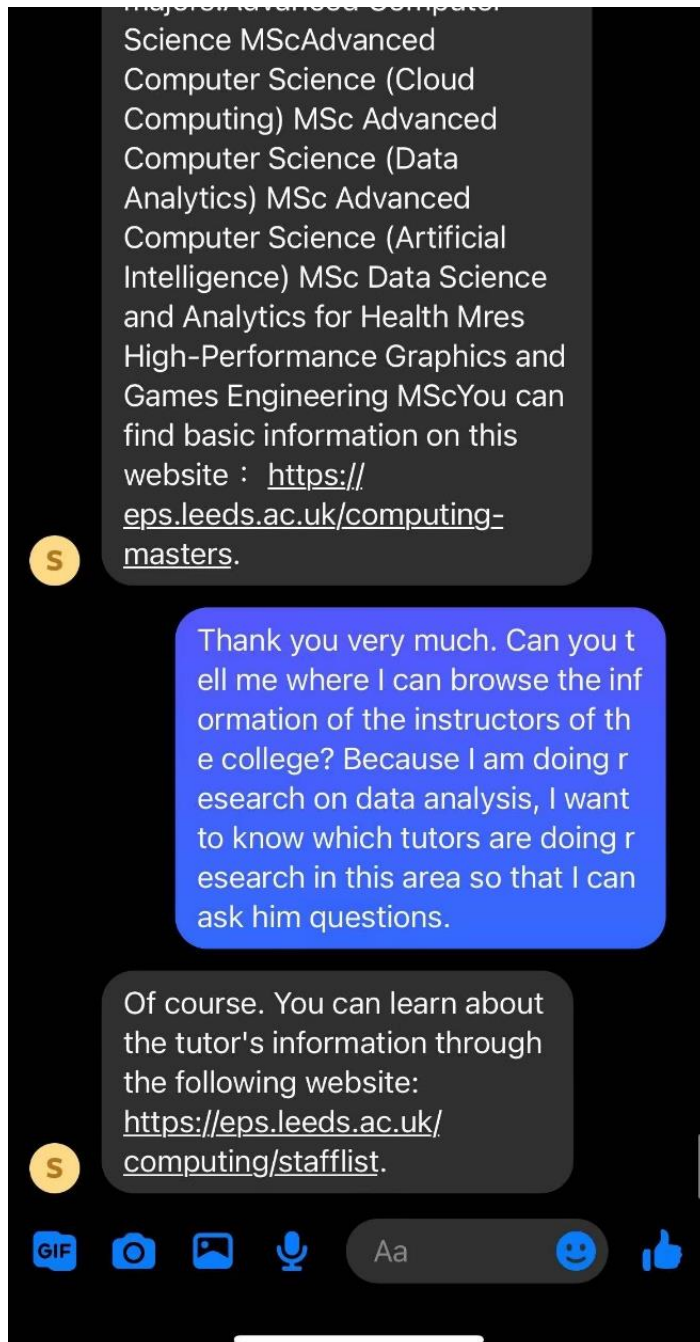 majors:Advanced Computer
Science MScAdvanced
Computer Science (Cloud
Computing) MSc Advanced
Computer Science (Data
Analytics) MSc Advanced
Computer Science (Artificial
Intelligence) MSc Data Science
and Analytics for Health Mres
High-Performance Graphics and
Games Engineering MScYou can
find basic information on this
website： https://
eps.leeds.ac.uk/computing-
masters.
S
Thank you very much. Can you t
ell me where I can browse the inf
ormation of the instructors of th
e college? Because I am doing r
esearch on data analysis, I want
to know which tutors are doing r
esearch in this area so that I can
ask him questions.
Of course. You can learn about
the tutor's information through
the following website:
https://eps.leeds.ac.uk/
computing/stafflist.
S
GIF
Aa